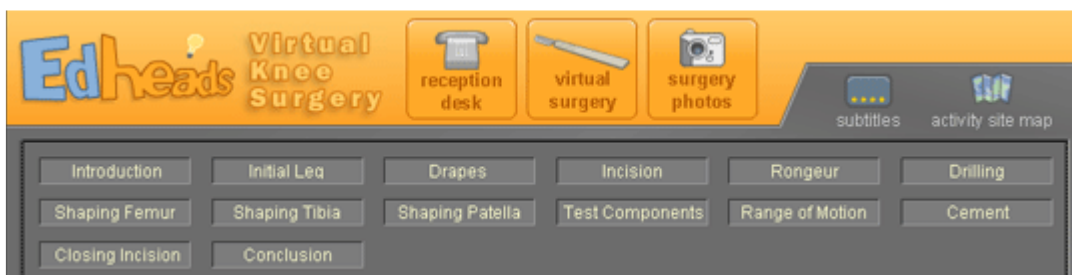 Edheads
Virtual
Knee
Surgery
reception
desk
virtual
surgery
surgery
photos
subtitles
activity site map
Introduction
Initial Leg
Drapes
Incision
Rongeur
Drilling
Shaping Femur
Shaping Tibia
Shaping Patella
Test Components
Range of Motion
Cement
Closing Incision
Conclusion